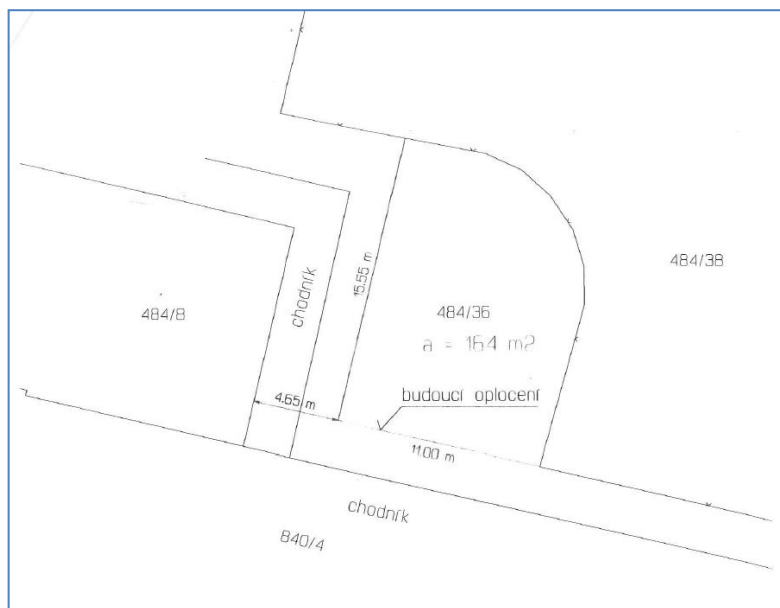 484/38
15.55 m
chodník
484/8
484/36
a = 164 m2
4.65 m
budoucí oplocení
11.00 m
chodník
840/4